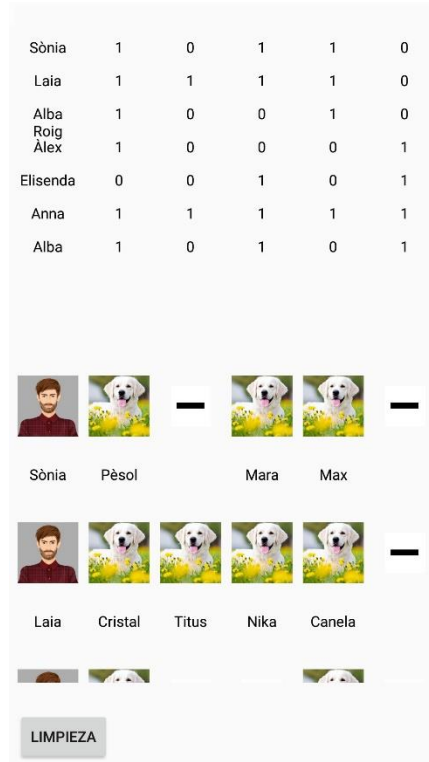 Sònia 1 0 1 1 0
Laia 1 1 1 1 0
Alba Roig 1 0 0 1 0
Àlex 1 0 0 0 1
Elisenda 0 0 1 0 1
Anna 1 1 1 1 1
Alba 1 0 1 0 1
Sònia Pèsol Mara Max
Laia Cristal Titus Nika Canela
LIMPIEZA